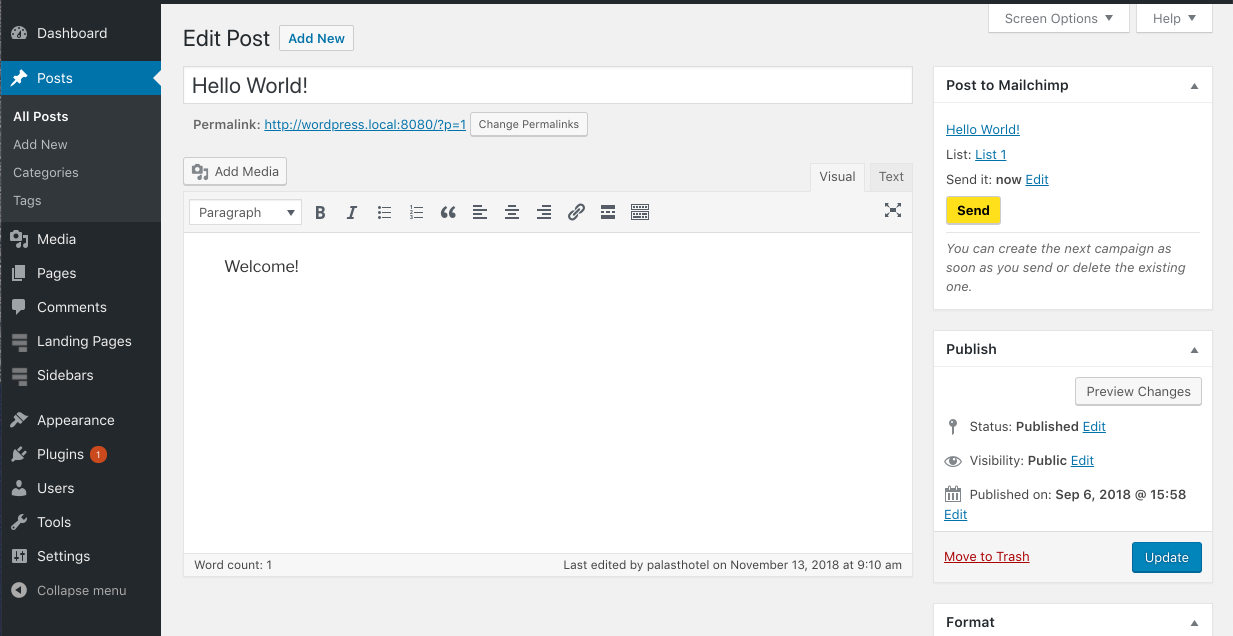 Dashboard
Posts
All Posts
Add New
Categories
Tags
Media
Pages
Comments
Landing Pages
Sidebars
Appearance
Plugins 1
Users
Tools
Settings
Collapse menu
Screen Options
Help
Edit Post Add New
Hello World!
Permalink: http://wordpress.local:8080/?p=1 Change Permalinks
Add Media
Visual Text
Paragraph
Welcome!
Word count: 1 Last edited by palasthotel on November 13, 2018 at 9:10 am
Post to Mailchimp
Hello World!
List: List 1
Send it: now Edit
Send
You can create the next campaign as
soon as you send or delete the existing
one.
Publish
Preview Changes
Status: Published Edit
Visibility: Public Edit
Published on: Sep 6, 2018 @ 15:58
Edit
Move to Trash Update
Format